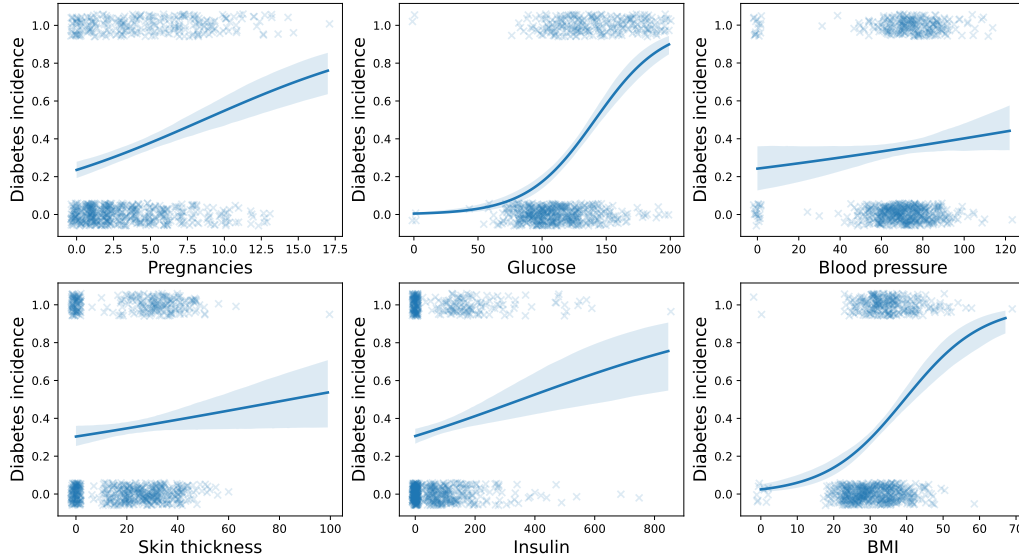 Diabetes incidence
1.0
0.8
0.6
0.4
0.2
0.0
0.0 2.5 5.0 7.5 10.0 12.5 15.0 17.5
Pregnancies
Diabetes incidence
1.0
0.8
0.6
0.4
0.2
0.0
0 50 100 150 200
Glucose
Diabetes incidence
1.0
0.8
0.6
0.4
0.2
0.0
0 20 40 60 80 100 120
Blood pressure
Diabetes incidence
1.0
0.8
0.6
0.4
0.2
0.0
0 20 40 60 80 100
Skin thickness
Diabetes incidence
1.0
0.8
0.6
0.4
0.2
0.0
0 200 400 600 800
Insulin
Diabetes incidence
1.0
0.8
0.6
0.4
0.2
0.0
0 10 20 30 40 50 60 70
BMI